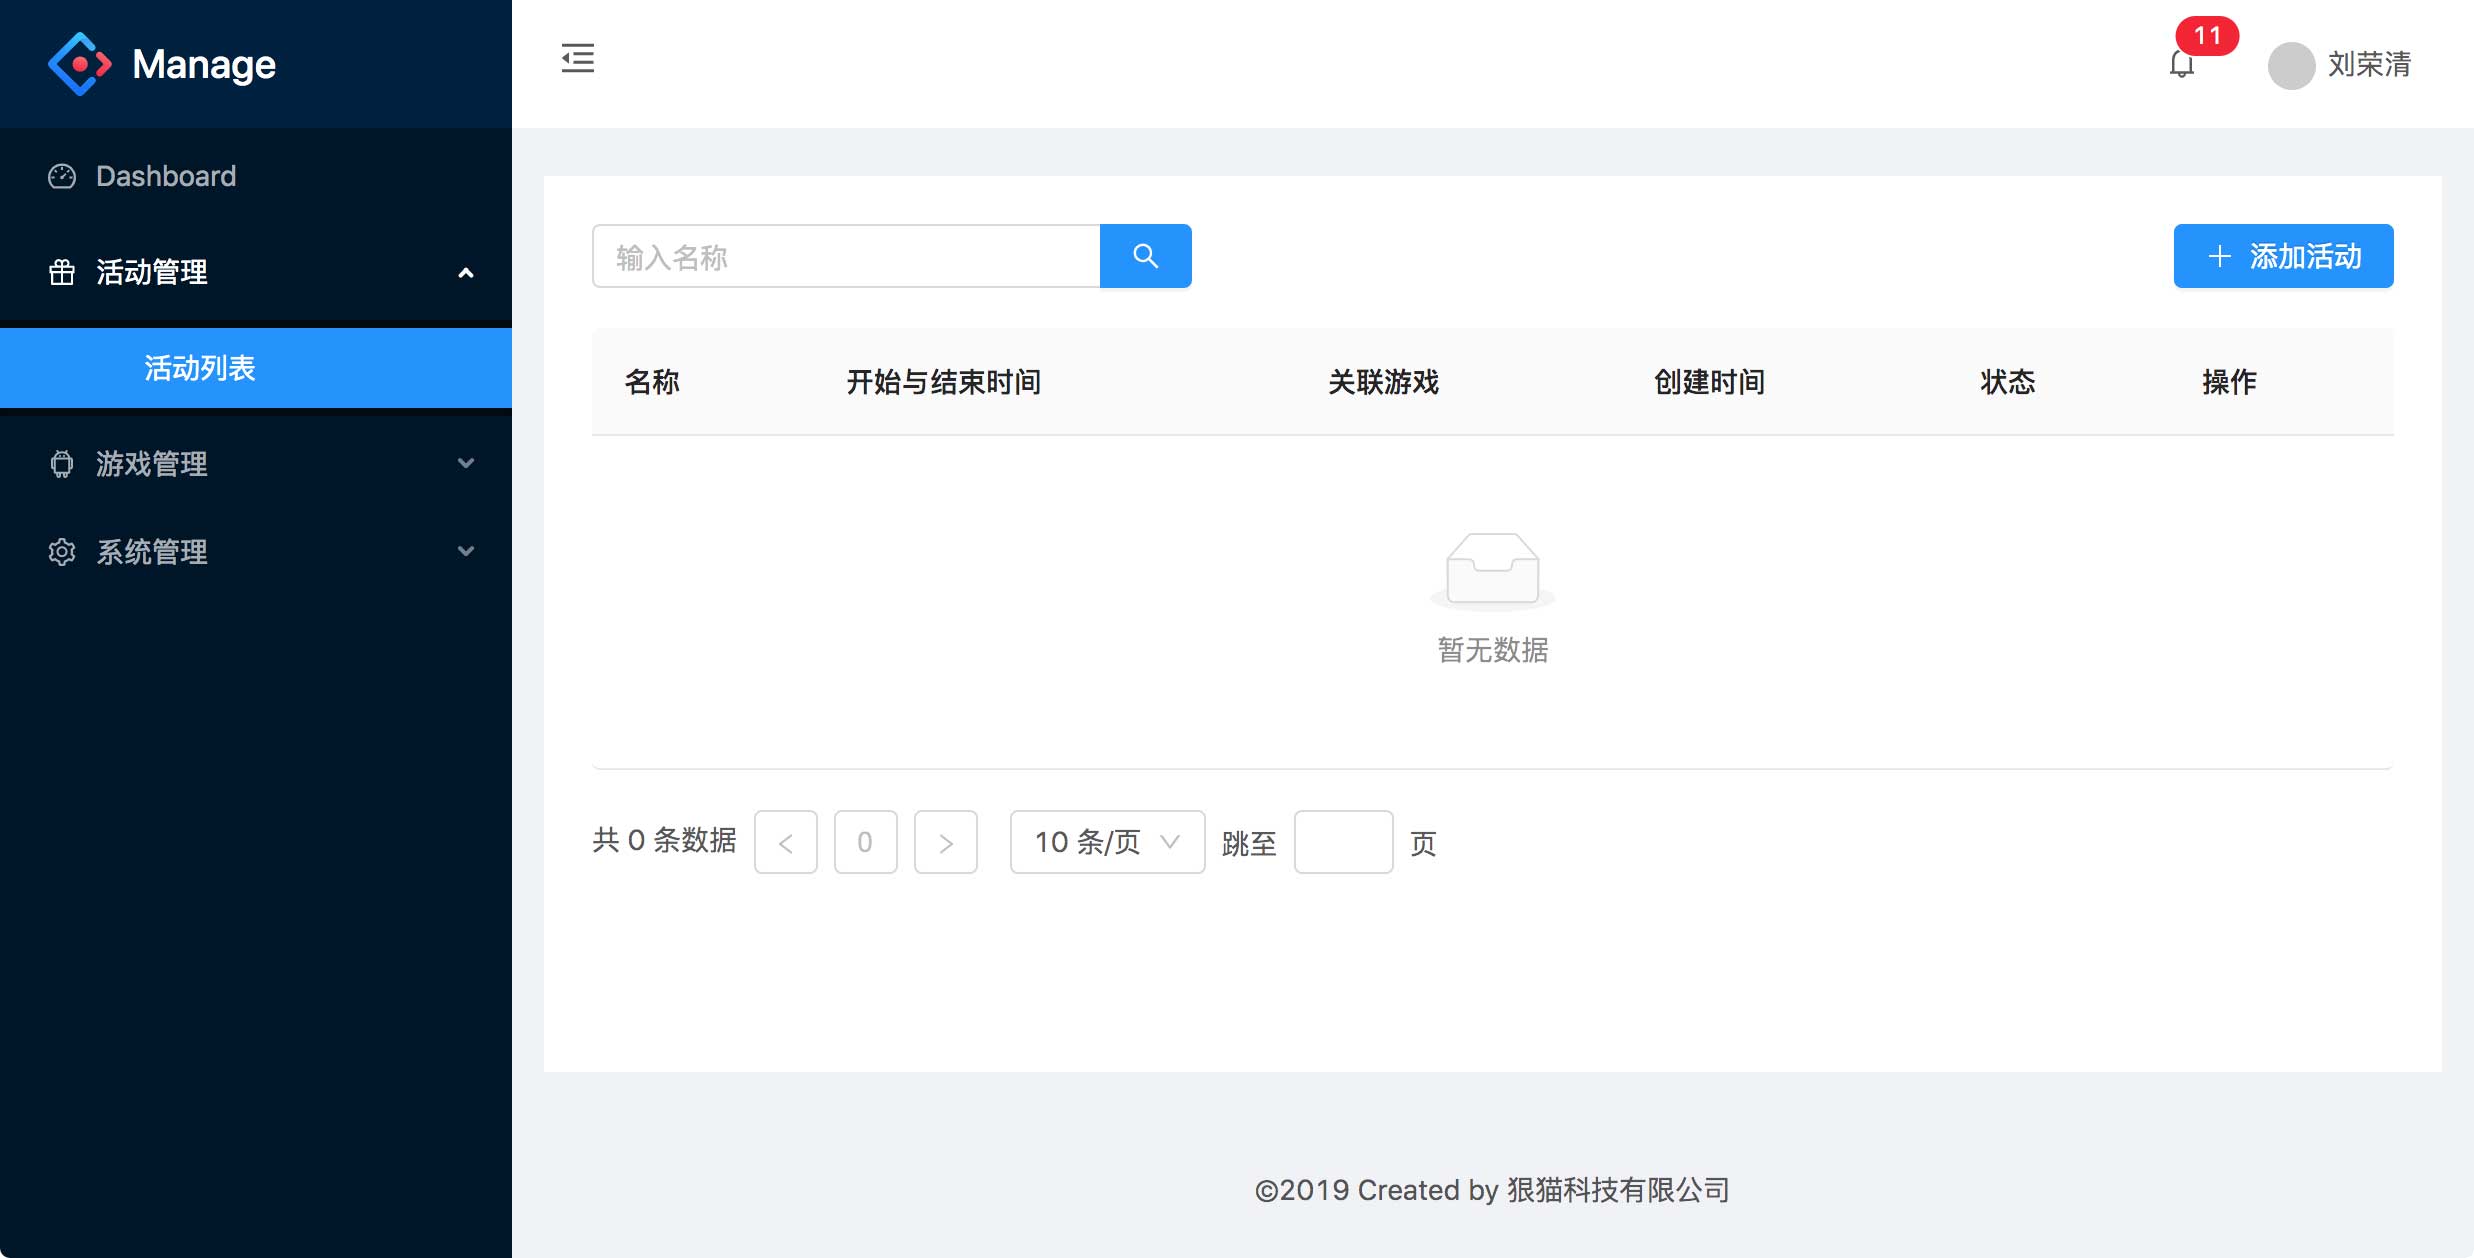 Manage
11
刘荣清
Dashboard
活动管理
活动列表
游戏管理
系统管理
输入名称
添加活动
名称 开始与结束时间 关联游戏 创建时间 状态 操作
暂无数据
共 0 条数据 < 0 > 10 条/页 跳至 页
©2019 Created by 狠猫科技有限公司